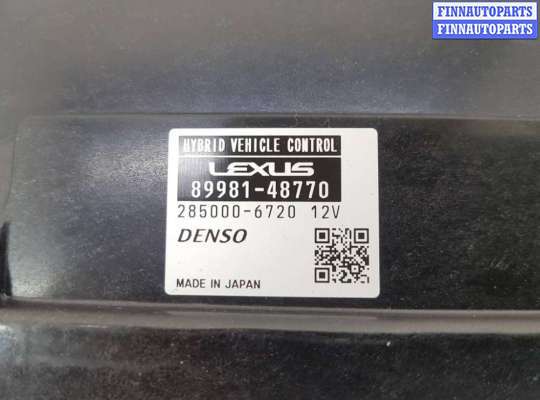 FINNAUTOPARTS
FINNAUTOPARTS
HYBRID VEHICLE CONTROL
LEXUS
89981-48770
285000-6720 12V
DENSO
MADE IN JAPAN